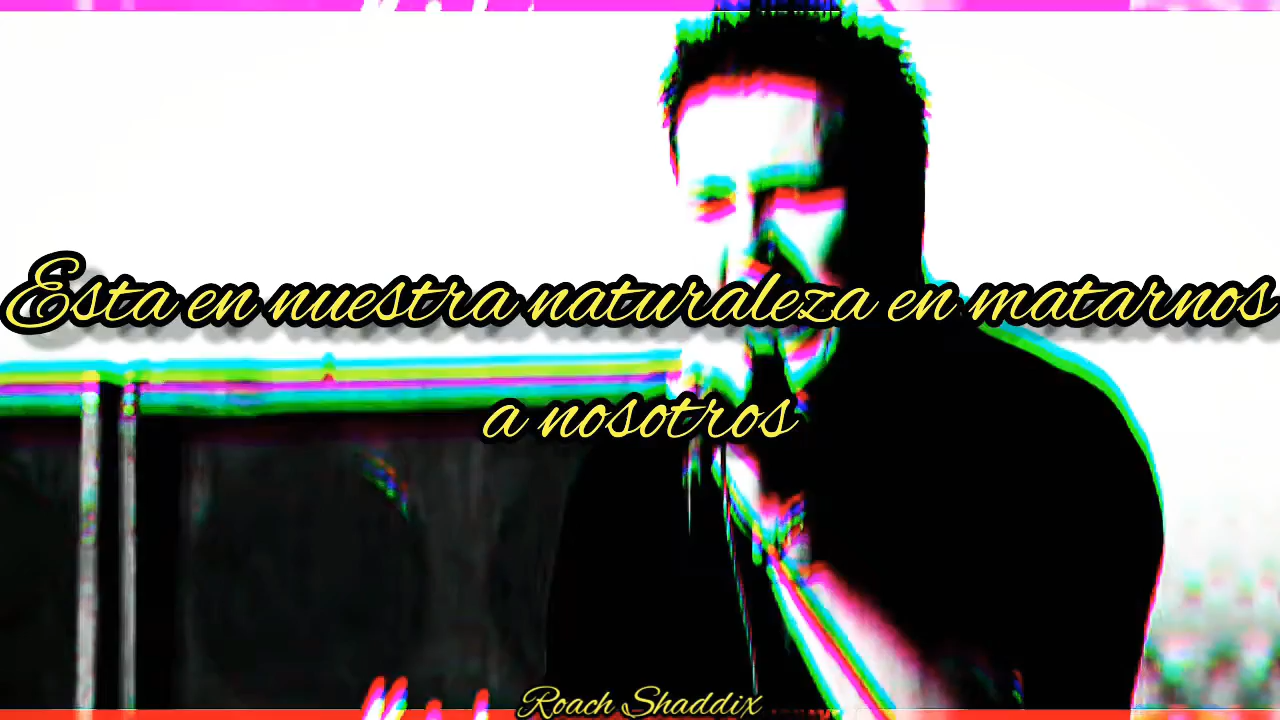 Esta en nuestra naturaleza en matarnos
a nosotros
Roach Shaddix